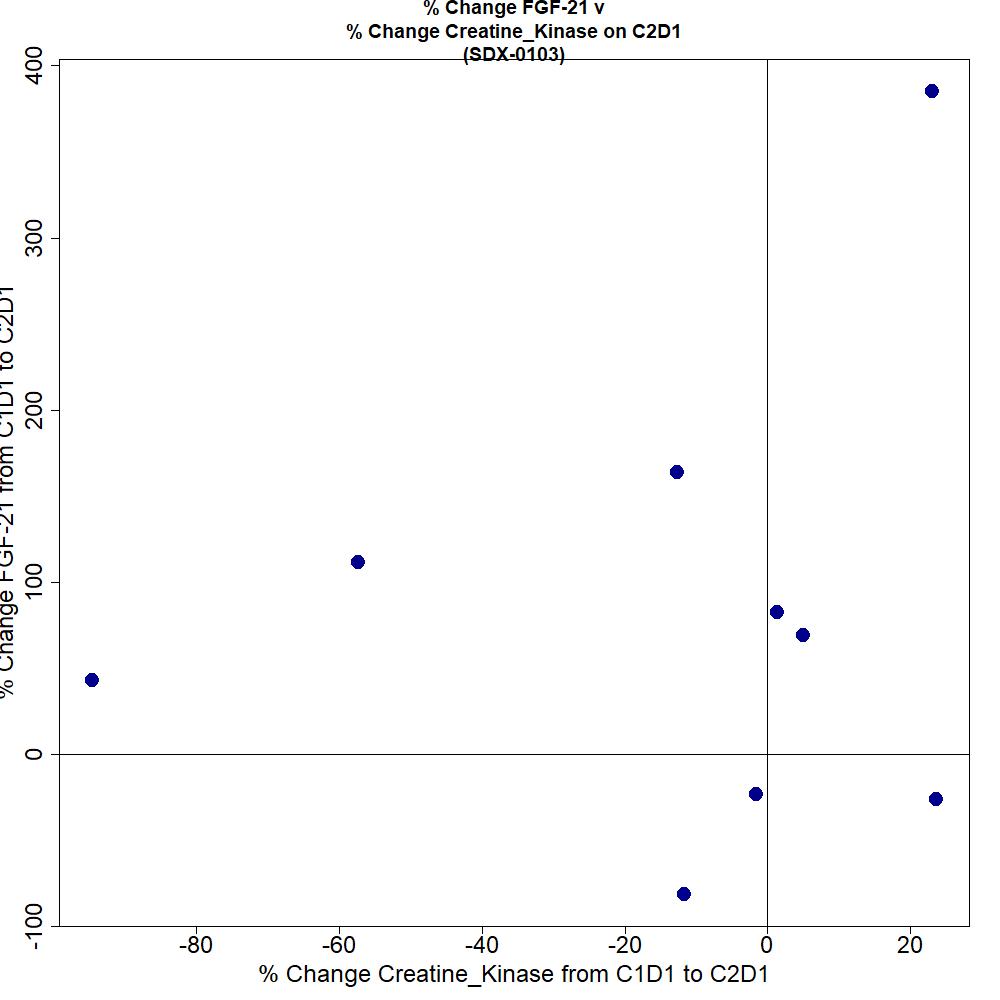 % Change FGF-21 v
% Change Creatine_Kinase on C2D1
(SDX-0103)
% Change FGF-21 from C1D1 to C2D1
400
300
200
100
0
-100
-80
-60
-40
-20
0
20
% Change Creatine_Kinase from C1D1 to C2D1